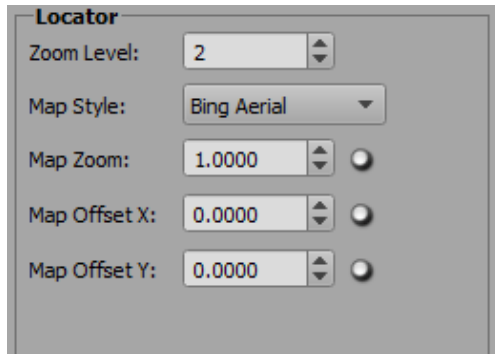 Locator
Zoom Level: 2
Map Style: Bing Aerial
Map Zoom: 1.0000
Map Offset X: 0.0000
Map Offset Y: 0.0000